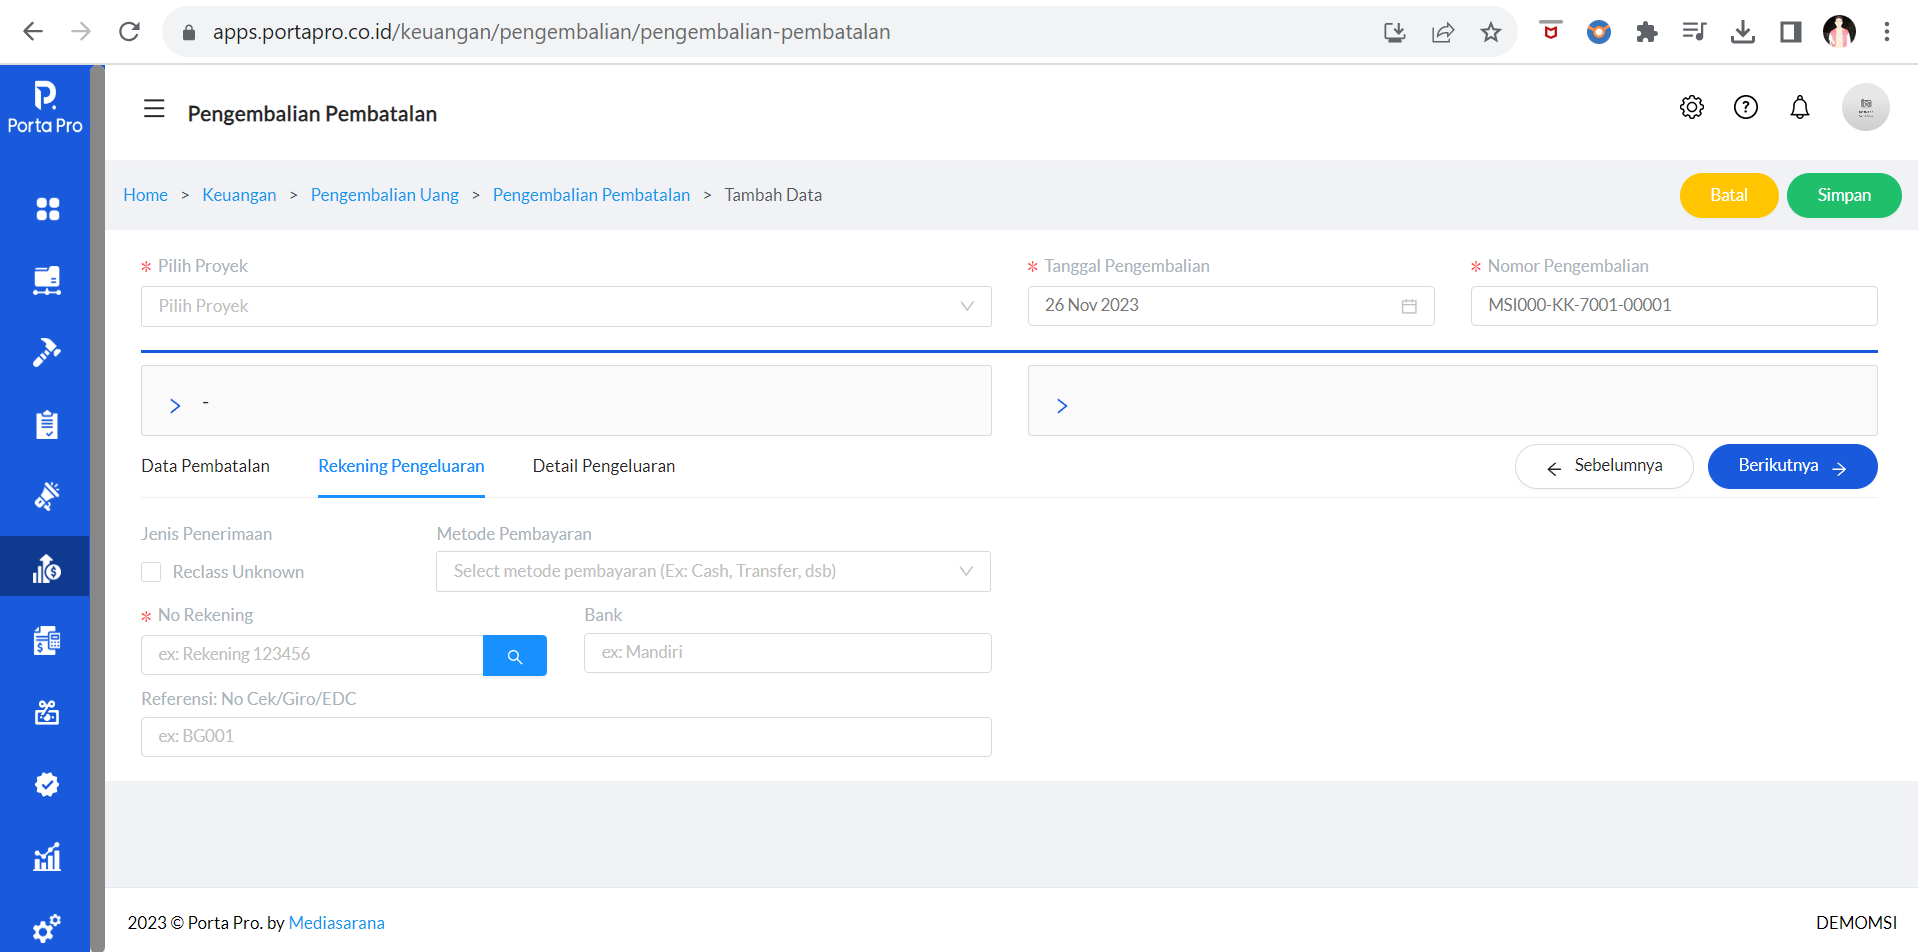 apps.portapro.co.id/keuangan/pengembalian/pengembalian-pembatalan
Porta Pro
Pengembalian Pembatalan
Home > Keuangan > Pengembalian Uang > Pengembalian Pembatalan > Tambah Data
Batal
Simpan
* Pilih Proyek
Pilih Proyek
* Tanggal Pengembalian
26 Nov 2023
* Nomor Pengembalian
MSI000-KK-7001-00001
-
Data Pembatalan
Rekening Pengeluaran
Detail Pengeluaran
Sebelumnya
Berikutnya
Jenis Penerimaan
Reclass Unknown
Metode Pembayaran
Select metode pembayaran (Ex: Cash, Transfer, dsb)
* No Rekening
ex: Rekening 123456
Bank
ex: Mandiri
Referensi: No Cek/Giro/EDC
ex: BG001
2023 © Porta Pro. by Mediasarana
DEMOMSI